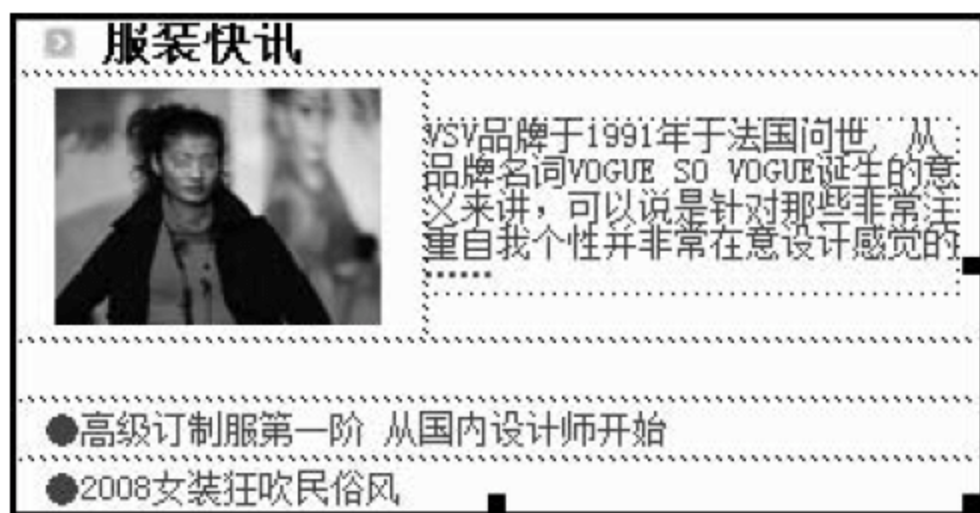 服装快讯
VSV品牌于1991年于法国问世，从
品牌名词VOGUE SO VOGUE诞生的意
义来讲，可以说是针对那些非常注
重自我个性并非常在意设计感觉的
……
●高级订制服第一阶 从国内设计师开始
●2008女装狂吹民俗风